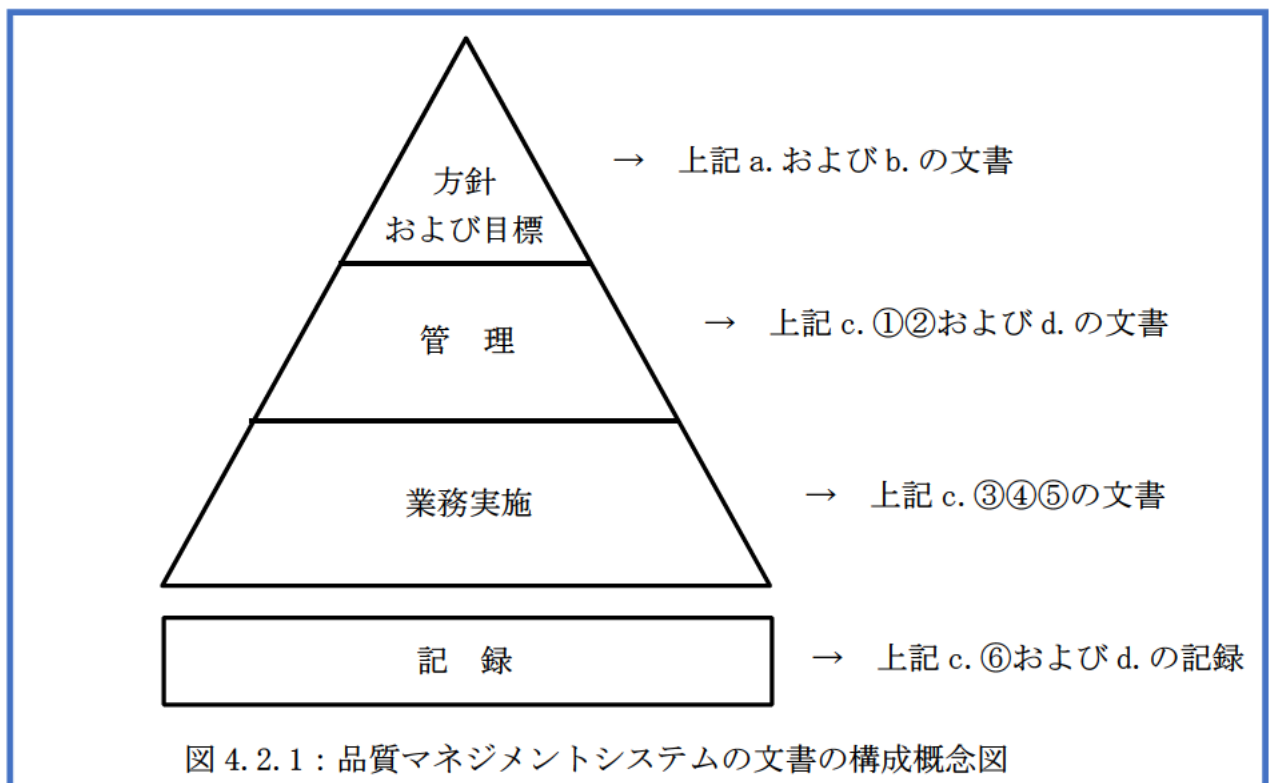 方針
および目標
→ 上記 a.および b.の文書
管 理
→ 上記 c.①②および d.の文書
業務実施
→ 上記 c.③④⑤の文書
記 録
→ 上記 c.⑥および d.の記録
図 4.2.1：品質マネジメントシステムの文書の構成概念図